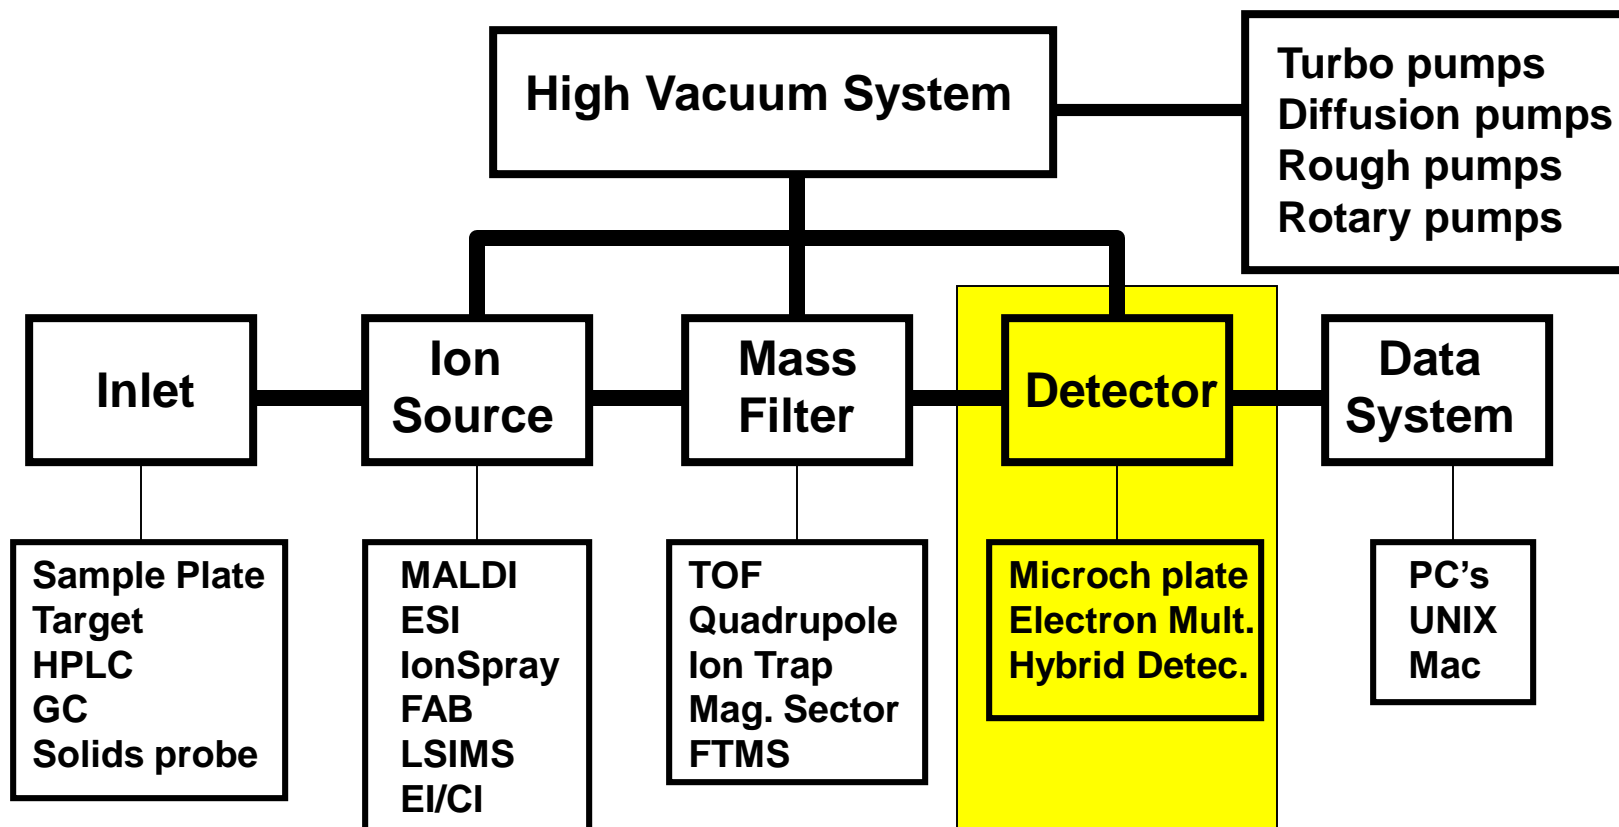 High Vacuum System
Turbo pumps
Diffusion pumps
Rough pumps
Rotary pumps
Inlet
Ion
Source
Mass
Filter
Detector
Data
System
Sample Plate
Target
HPLC
GC
Solids probe
MALDI
ESI
IonSpray
FAB
LSIMS
EI/CI
TOF
Quadrupole
Ion Trap
Mag. Sector
FTMS
Microch plate
Electron Mult.
Hybrid Detec.
PC’s
UNIX
Mac